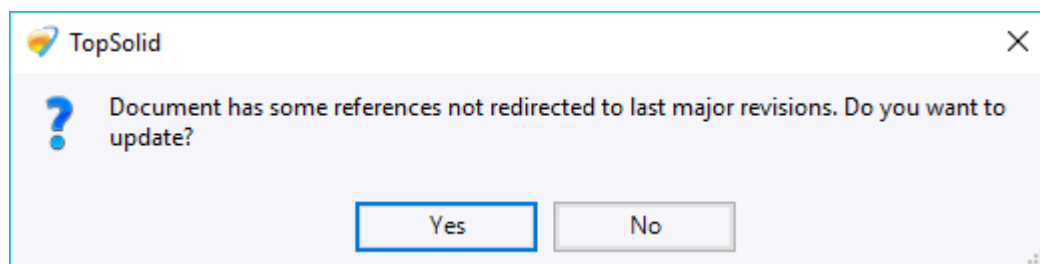 TopSolid
Document has some references not redirected to last major revisions. Do you want to
update?
Yes
No